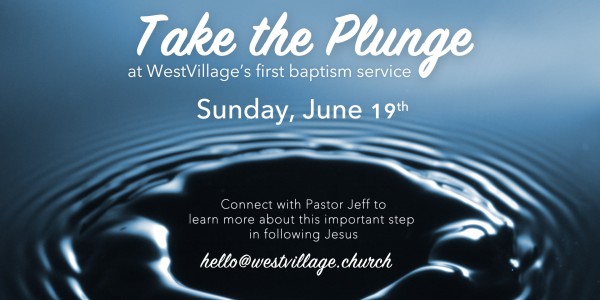 Take the Plunge
at WestVillage's first baptism service
Sunday, June 19th
Connect with Pastor Jeff to
learn more about this important step
in following Jesus
hello@westvillage.church